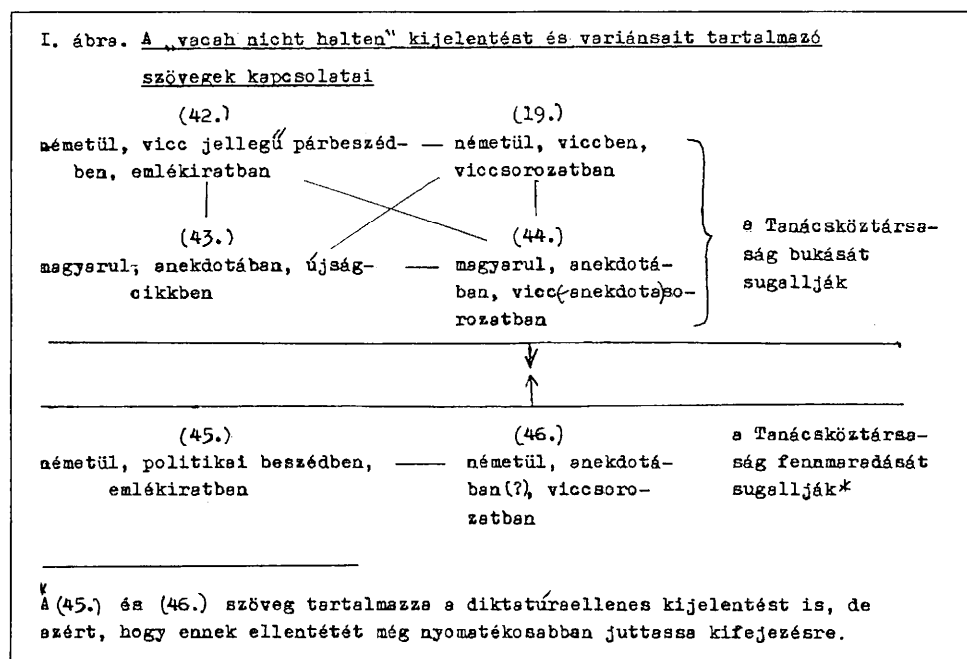 I. ábra. A „vacah nicht halten" kijelentést és variánsait tartalmazó
szövegek kapcsolatai
(42.)
németül, vicc jellegű párbeszéd-
ben, emlékiratban
(19.)
németül, viccben,
viccsorozatban
(43.)
magyarul, anekdotában, újság-
cikkben
(44.)
magyarul, anekdotá-
ban, vicc(-anekdota)so-
rozatban
a Tanácsköztársa-
ság bukását
sugallják
(45.)
németül, politikai beszédben,
emlékiratban
(46.)
németül, anekdotá-
ban(?), viccsoro-
zatban
a Tanácsköztársa-
ság fennmaradását
sugallják*
*A (45.) és (46.) szöveg tartalmazza a diktatúraellenes kijelentést is, de
azért, hogy ennek ellentétét még nyomatékosabban juttassa kifejezésre.